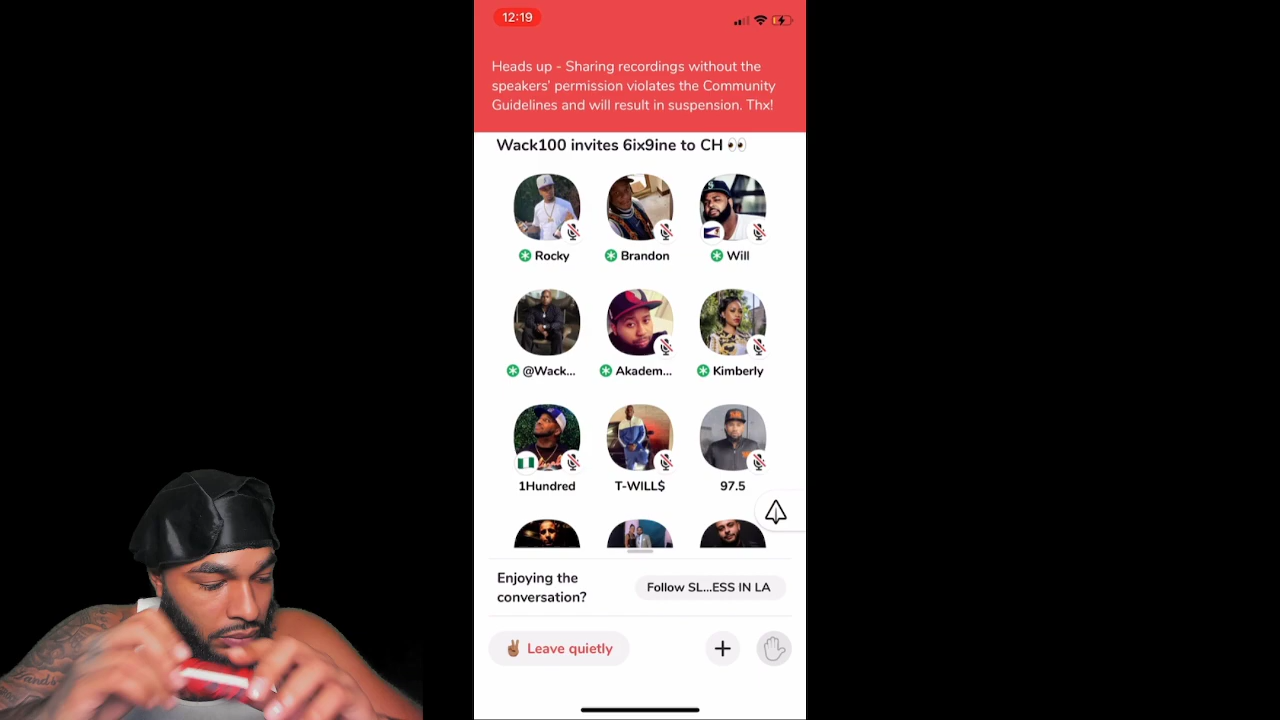 12:19
Heads up - Sharing recordings without the
speakers' permission violates the Community
Guidelines and will result in suspension. Thx!
Wack100 invites 6ix9ine to CH 👀
Rocky
Brandon
Will
@Wack...
Akadem...
Kimberly
1Hundred
T-WILL$
97.5
Enjoying the
conversation?
Follow SL...ESS IN LA
✌🏽 Leave quietly